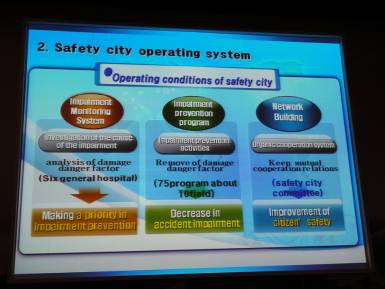 2. Safety city operating system
Operating conditions of safety city
Impairment
Monitoring
System
Investigation of the cause
of the impairment
analysis of damage
danger factor
(Six general hospital)
Making a priority in
impairment prevention
Impairment
prevention
program
Impairment prevention
activities
Remove of damage
danger factor
(75program about
10field)
Decrease in
accident impairment
Network
Building
Organic cooperation system
Keep mutual
cooperation relations
(safety city
committee)
Improvement of
citizen' safety